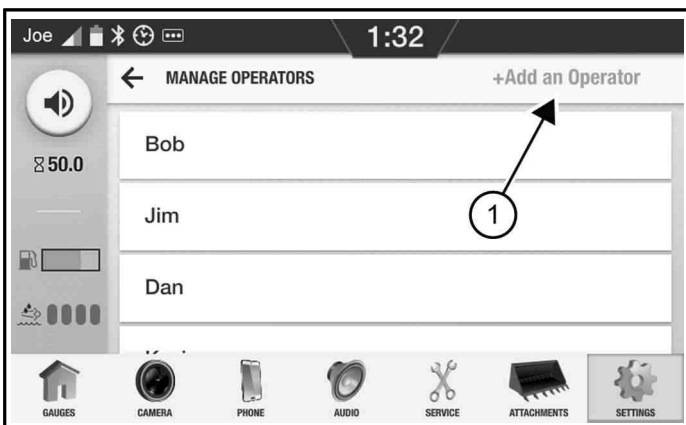 Joe 1:32
MANAGE OPERATORS +Add an Operator
Bob
50.0
1
Jim
Dan
GAUGES CAMERA PHONE AUDIO SERVICE ATTACHMENTS SETTINGS